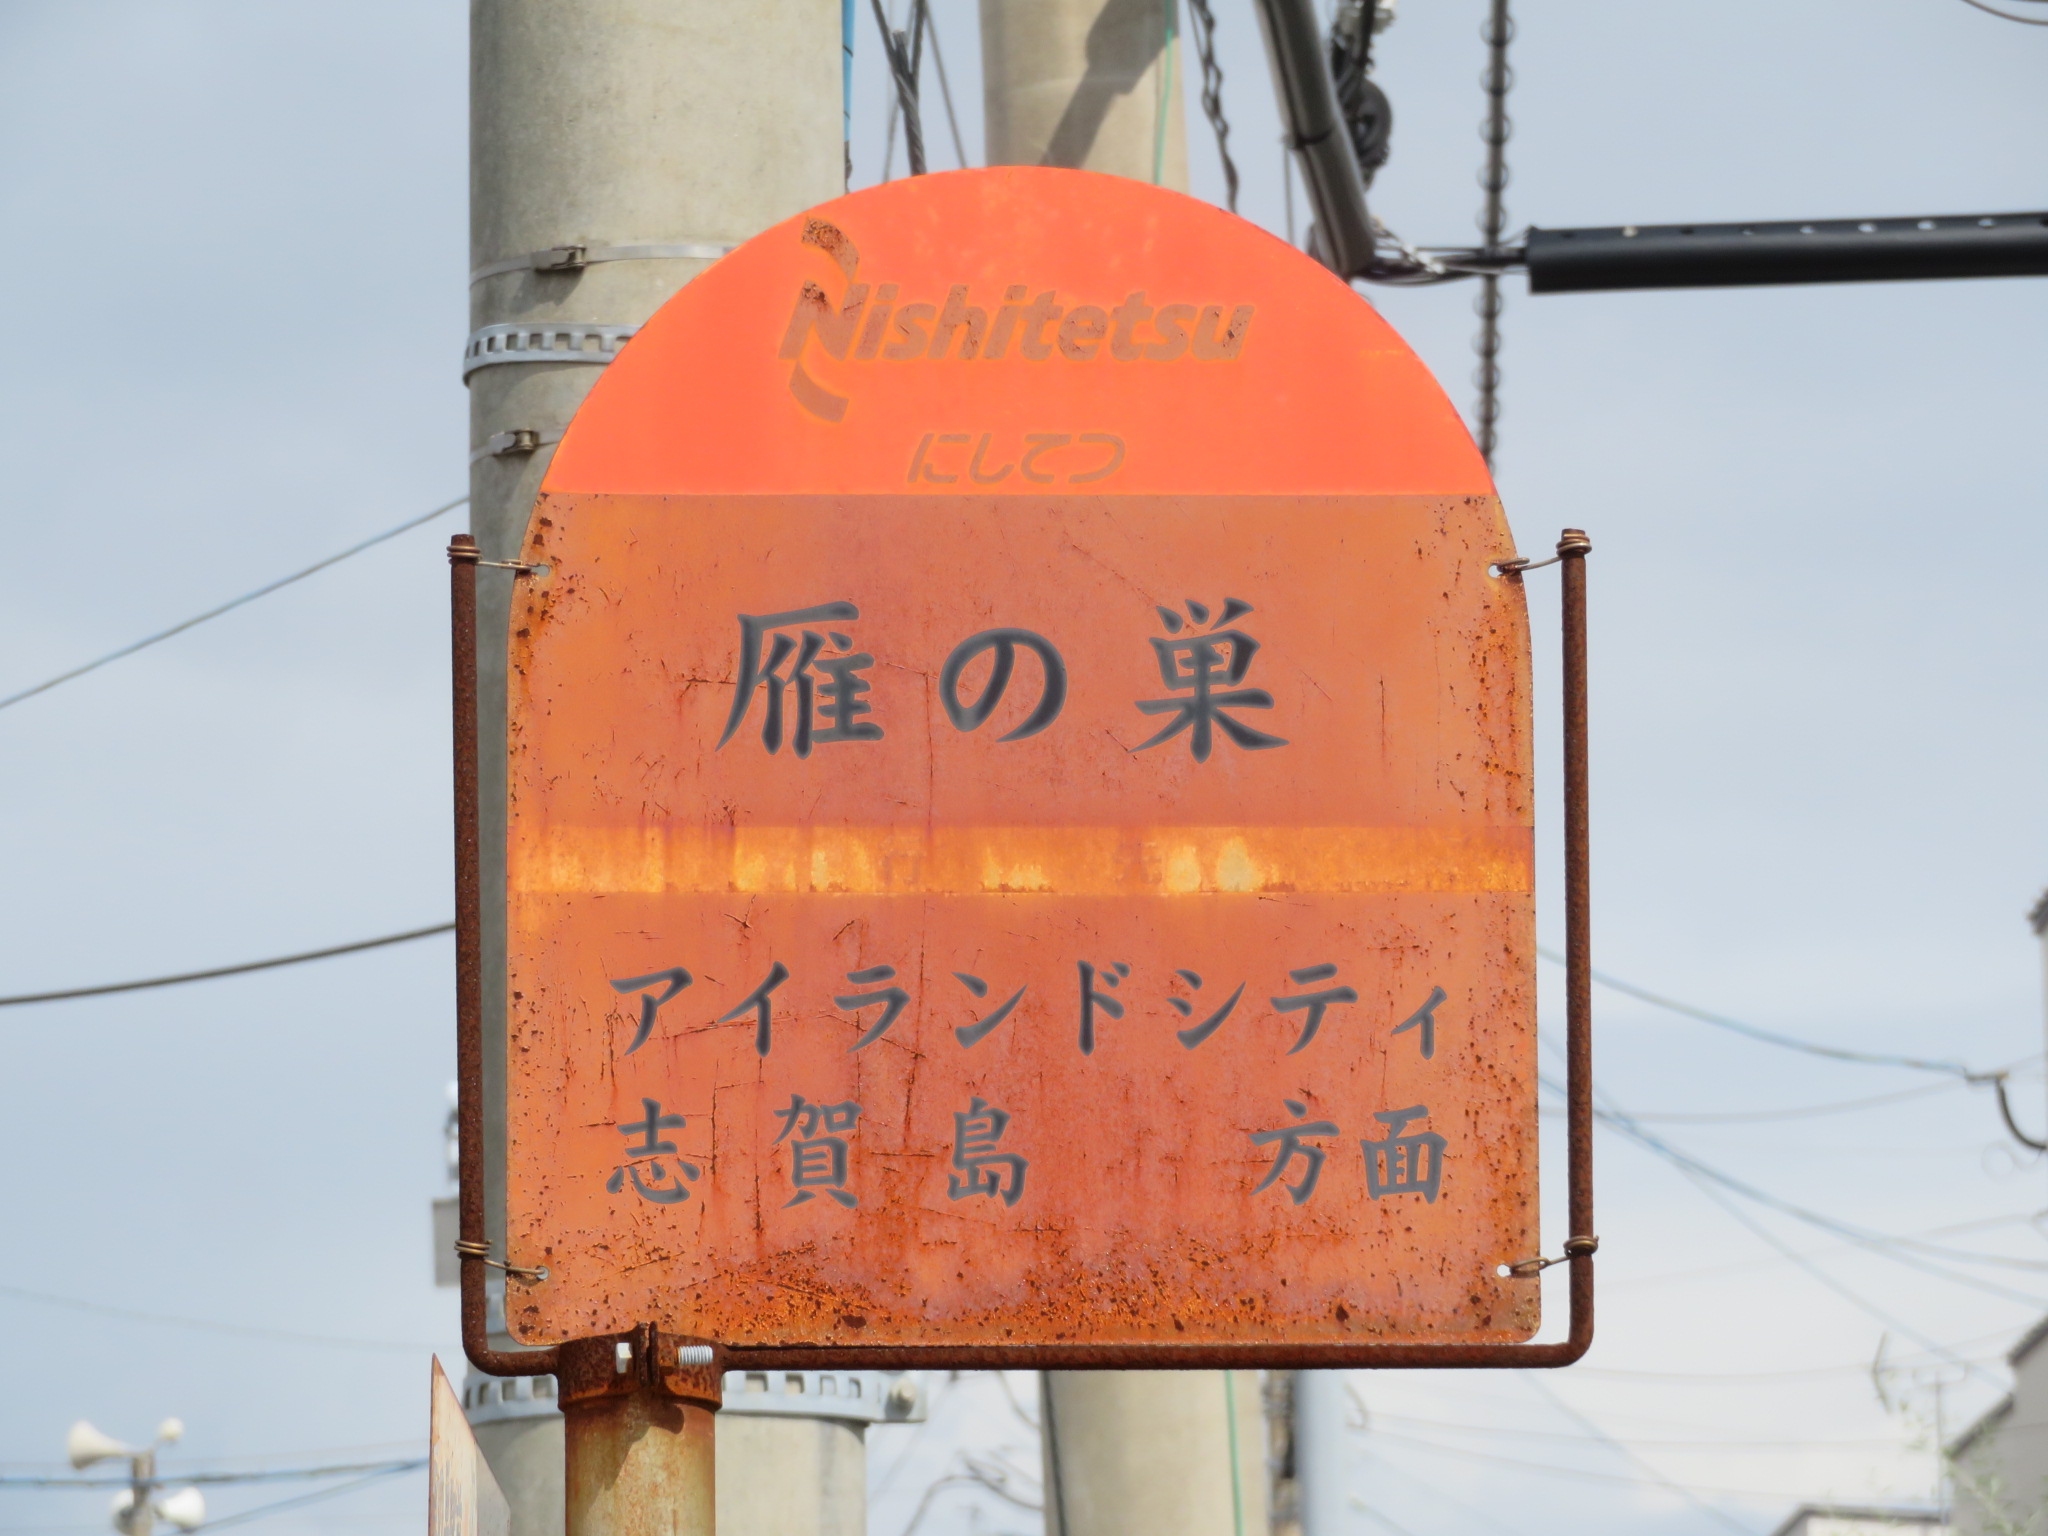 Nishitetsu
にしてつ
雁の巣
アイランドシティ
志賀島 方面